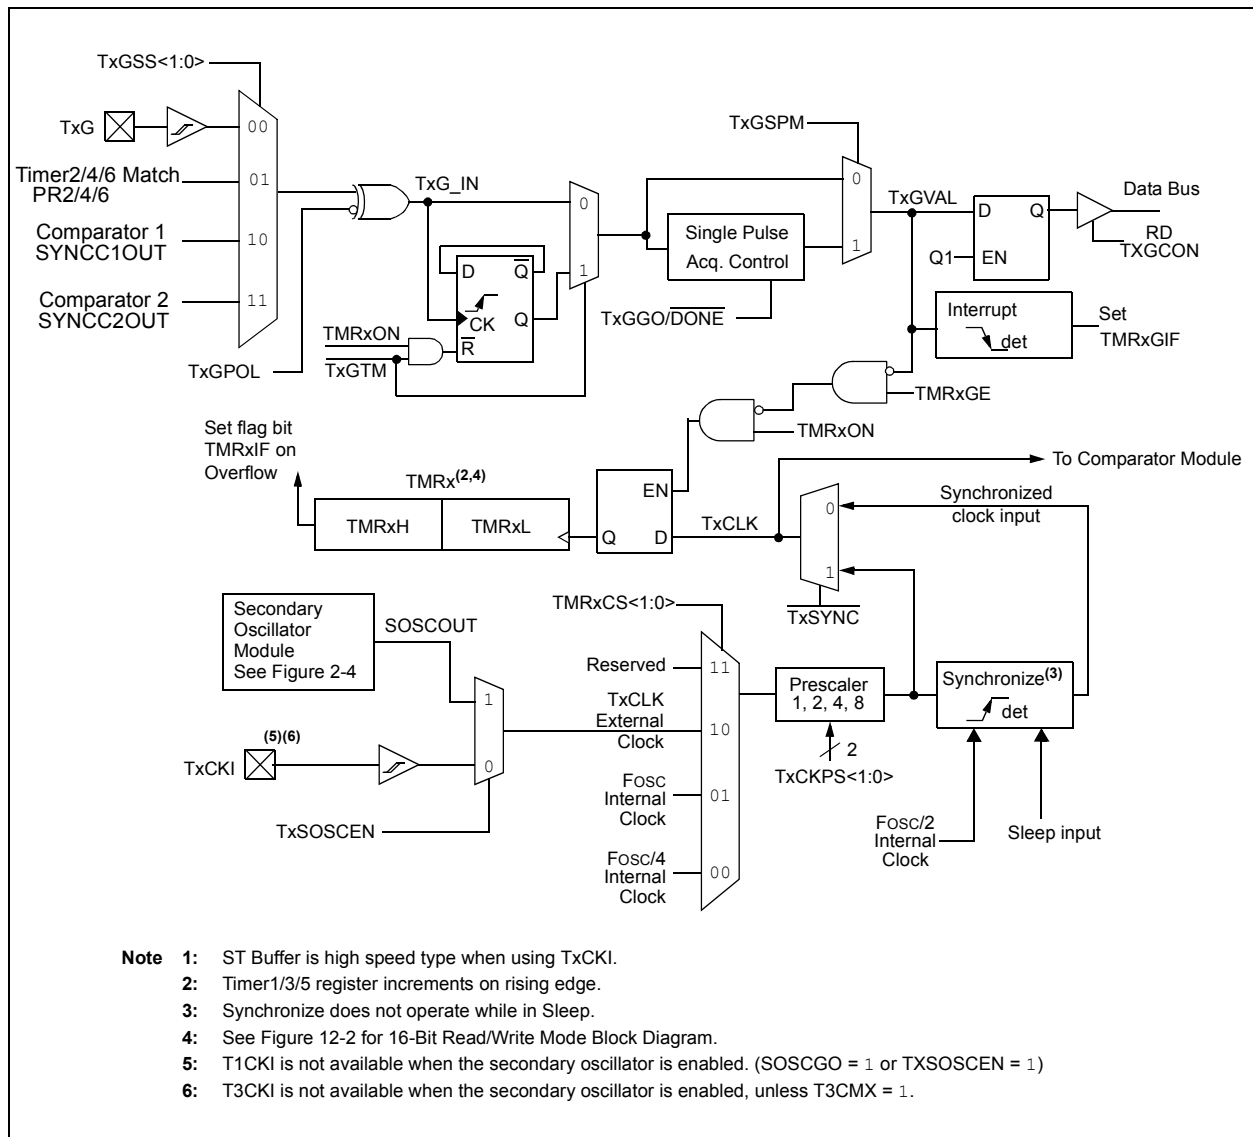 TxGSS<1:0>
TxG
00
Timer2/4/6 Match
PR2/4/6
01
Comparator 1
SYNCC1OUT
10
Comparator 2
SYNCC2OUT
11
TxGPOL
TxG_IN
D
Q
CK
Q
R
TMRxON
TxGTM
0
1
Single Pulse
Acq. Control
TxGGO/DONE
TxGSPM
0
1
TxGVAL
D
Q
Q1
EN
Data Bus
RD
TXGCON
Interrupt
det
Set
TMRxGIF
TMRxGE
TMRxON
Set flag bit
TMRxIF on
Overflow
TMRx(2,4)
TMRxH
TMRxL
EN
Q
D
TxCLK
To Comparator Module
0
1
Synchronized
clock input
TxSYNC
Secondary
Oscillator
Module
See Figure 2-4
SOSCOUT
1
0
(5)(6)
TxCKI
TxSOSCEN
TMRxCS<1:0>
Reserved
11
TxCLK
External
Clock
10
FOSC
Internal
Clock
01
FOSC/4
Internal
Clock
00
Prescaler
1, 2, 4, 8
2
TxCKPS<1:0>
Synchronize(3)
det
FOSC/2
Internal
Clock
Sleep input
Note 1: ST Buffer is high speed type when using TxCKI.
2: Timer1/3/5 register increments on rising edge.
3: Synchronize does not operate while in Sleep.
4: See Figure 12-2 for 16-Bit Read/Write Mode Block Diagram.
5: T1CKI is not available when the secondary oscillator is enabled. (SOSCGO = 1 or TXSOSCEN = 1)
6: T3CKI is not available when the secondary oscillator is enabled, unless T3CMX = 1.